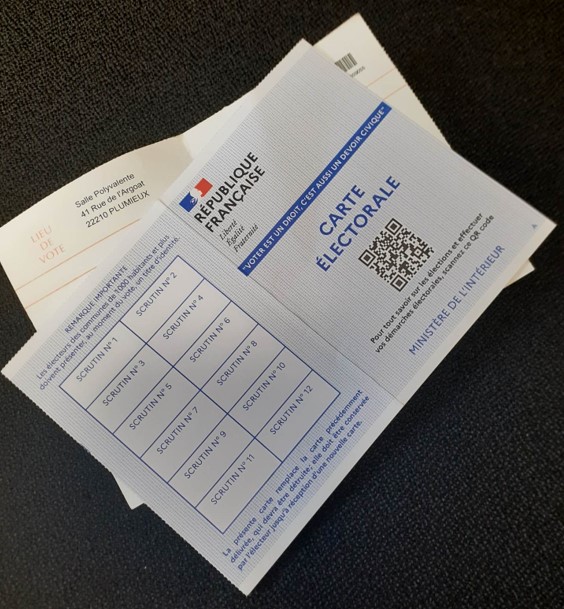 Salle Polyvalente
41 Rue de l'Argoat
22210 PLUMIEUX
LIEU
DE
VOTE
RÉPUBLIQUE
FRANÇAISE
Liberté
Égalité
Fraternité
"VOTER EST UN DROIT, C'EST AUSSI UN DEVOIR CIVIQUE"
CARTE
ÉLECTORALE
Pour tout savoir sur les élections et effectuer
vos démarches électorales, scannez ce QR code
MINISTÈRE DE L'INTÉRIEUR
REMARQUE IMPORTANTE
Les électeurs des communes de 1000 habitants et plus
doivent présenter, au moment du vote, un titre d'identité.
SCRUTIN N° 1
SCRUTIN N° 2
SCRUTIN N° 3
SCRUTIN N° 4
SCRUTIN N° 5
SCRUTIN N° 6
SCRUTIN N° 7
SCRUTIN N° 8
SCRUTIN N° 9
SCRUTIN N° 10
SCRUTIN N° 11
SCRUTIN N° 12
La présente carte remplace la carte précédemment
délivrée, qui devra être détruite; elle doit être conservée
par l'électeur jusqu'à réception d'une nouvelle carte.